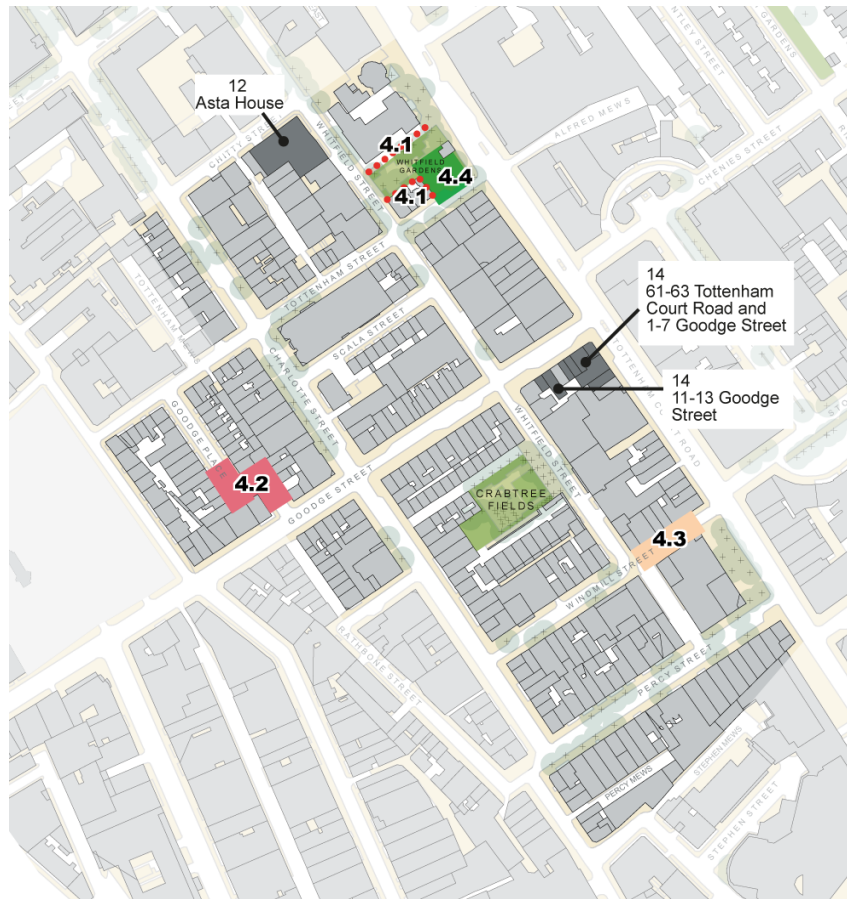 12
Asta House
CHITTY STREET
WHITFIELD STREET
4.1
WHITFIELD
GARDENS
4.4
4.1
GARDENS
ALFRED MEWS
CHENIES STREET
TOTTENHAM MEWS
TOTTENHAM STREET
SCALA STREET
CHARLOTTE STREET
14
61-63 Tottenham
Court Road and
1-7 Goodge Street
TOTTENHAM COURT ROAD
14
11-13 Goodge
Street
GOODGE PLACE
4.2
GOODGE STREET
WHITFIELD STREET
CRABTREE
FIELDS
4.3
WINDMILL STREET
RATHBONE STREET
PERCY STREET
PERCY MEWS
STEPHEN MEWS
STEPHEN STREET